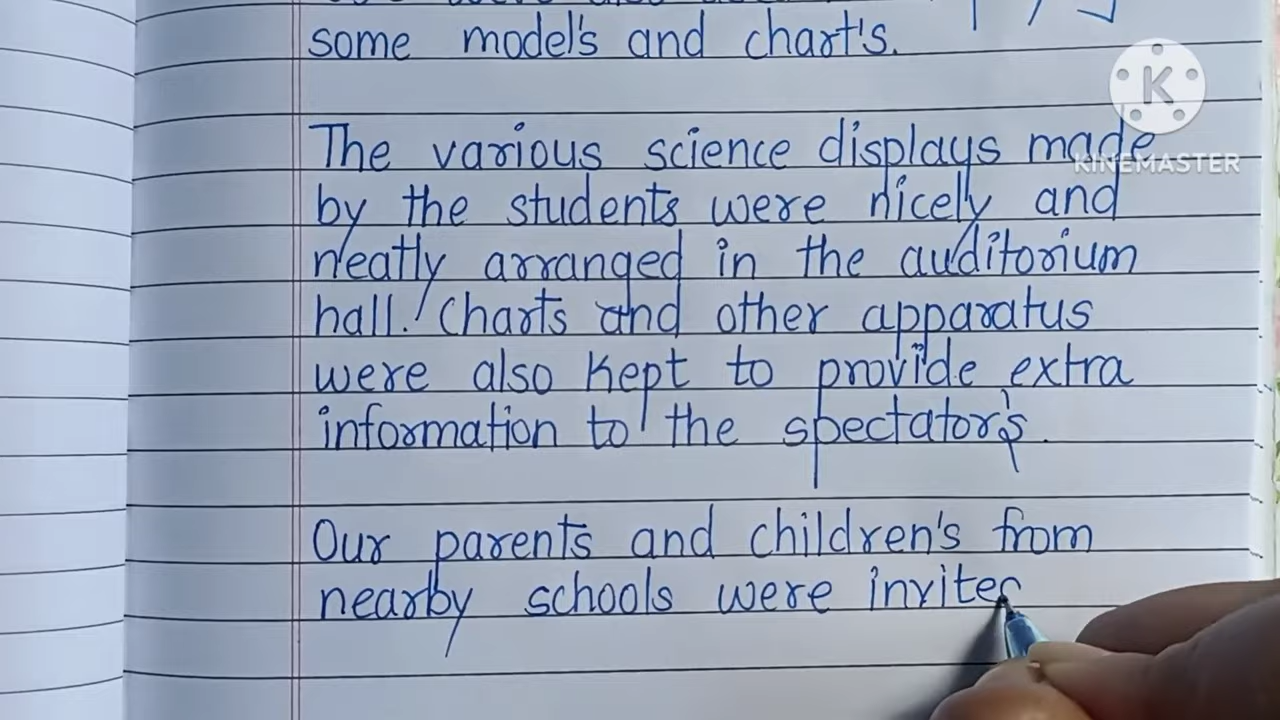 some model's and chart's.
K
KINEMASTER
The various science displays made
by the students were nicely and
neatly arranged in the auditorium
hall. Charts and other apparatus
were also kept to provide extra
information to the spectator's.
Our parents and children's from
nearby schools were invite